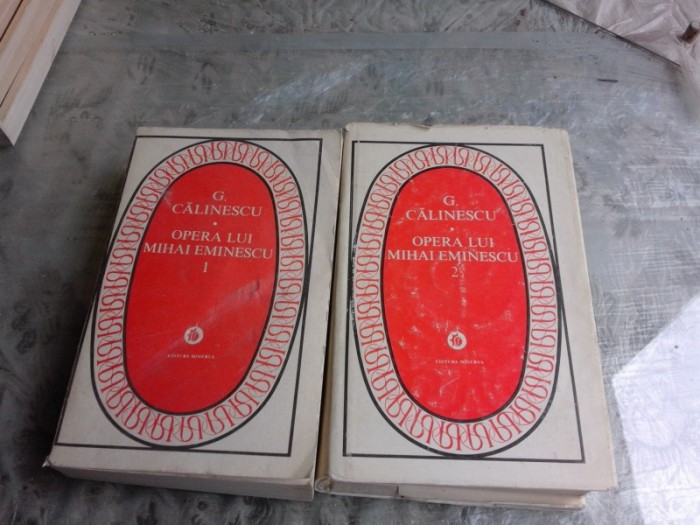 G.
CĂLINESCU
•
OPERA LUI
MIHAI EMINESCU
1
EDITURA MINERVA
G.
CĂLINESCU
•
OPERA LUI
MIHAI EMINESCU
2
EDITURA MINERVA